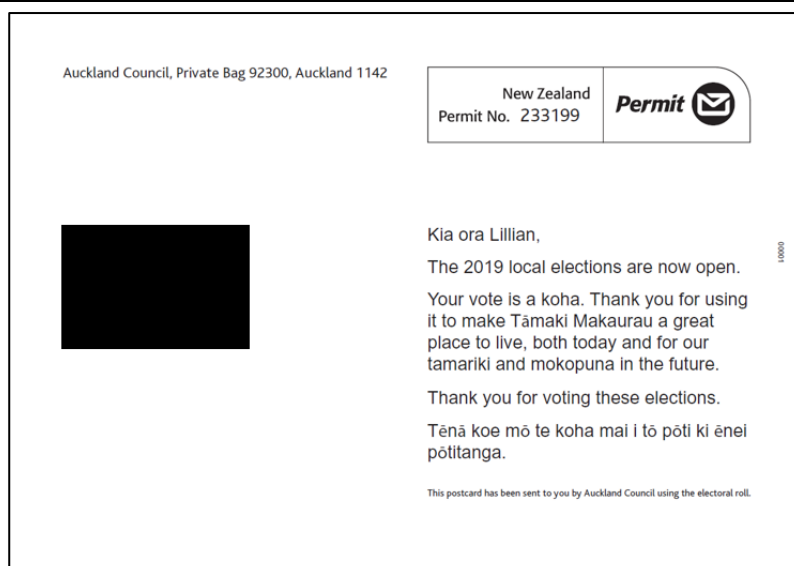 Auckland Council, Private Bag 92300, Auckland 1142
New Zealand
Permit No. 233199
Permit
Kia ora Lillian,
The 2019 local elections are now open.
Your vote is a koha. Thank you for using
it to make Tāmaki Makaurau a great
place to live, both today and for our
tamariki and mokopuna in the future.
Thank you for voting these elections.
Tēnā koe mō te koha mai i tō pōti ki ēnei
pōtitanga.
This postcard has been sent to you by Auckland Council using the electoral roll.
00001